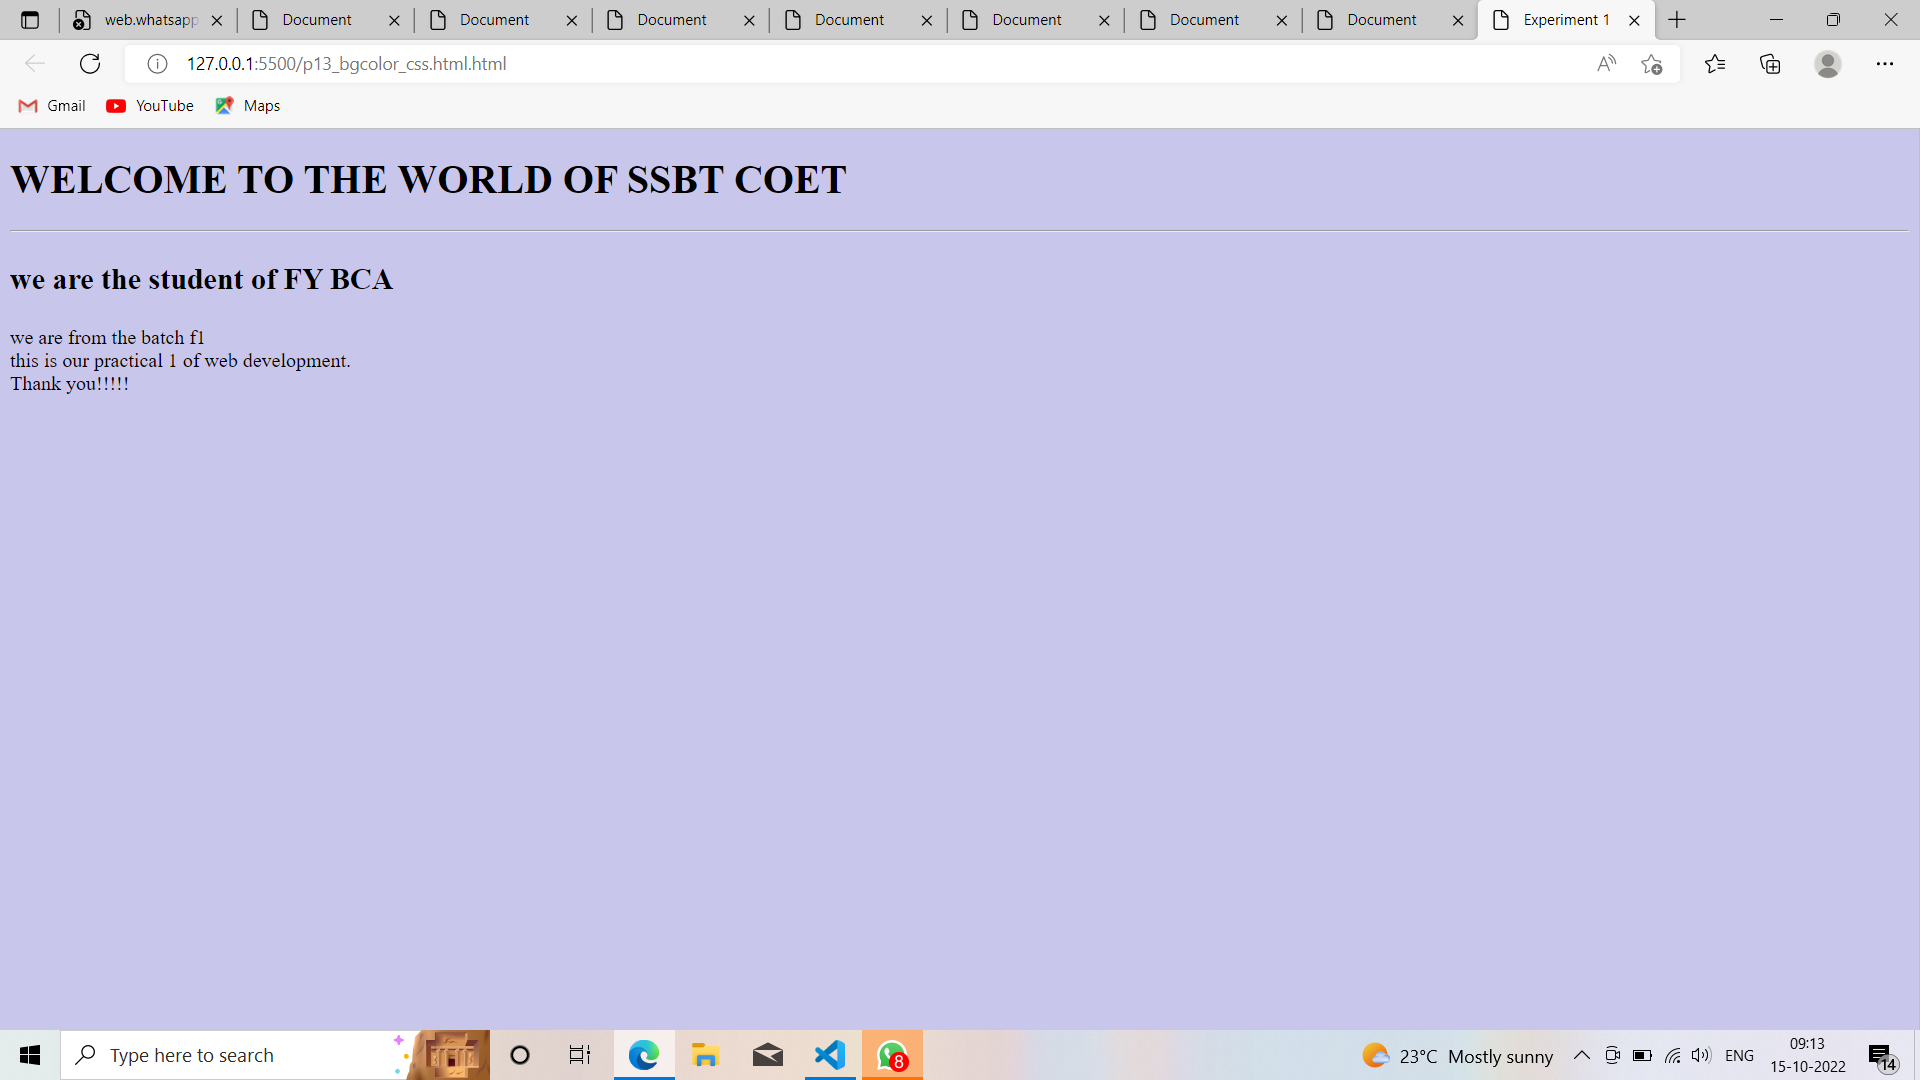 web.whatsapp
Document
Document
Document
Document
Document
Document
Document
Experiment 1
127.0.0.1:5500/p13_bgcolor_css.html.html
Gmail
YouTube
Maps
WELCOME TO THE WORLD OF SSBT COET
we are the student of FY BCA
we are from the batch f1
this is our practical 1 of web development.
Thank you!!!!!
Type here to search
8
23°C Mostly sunny
ENG
09:13
15-10-2022
14